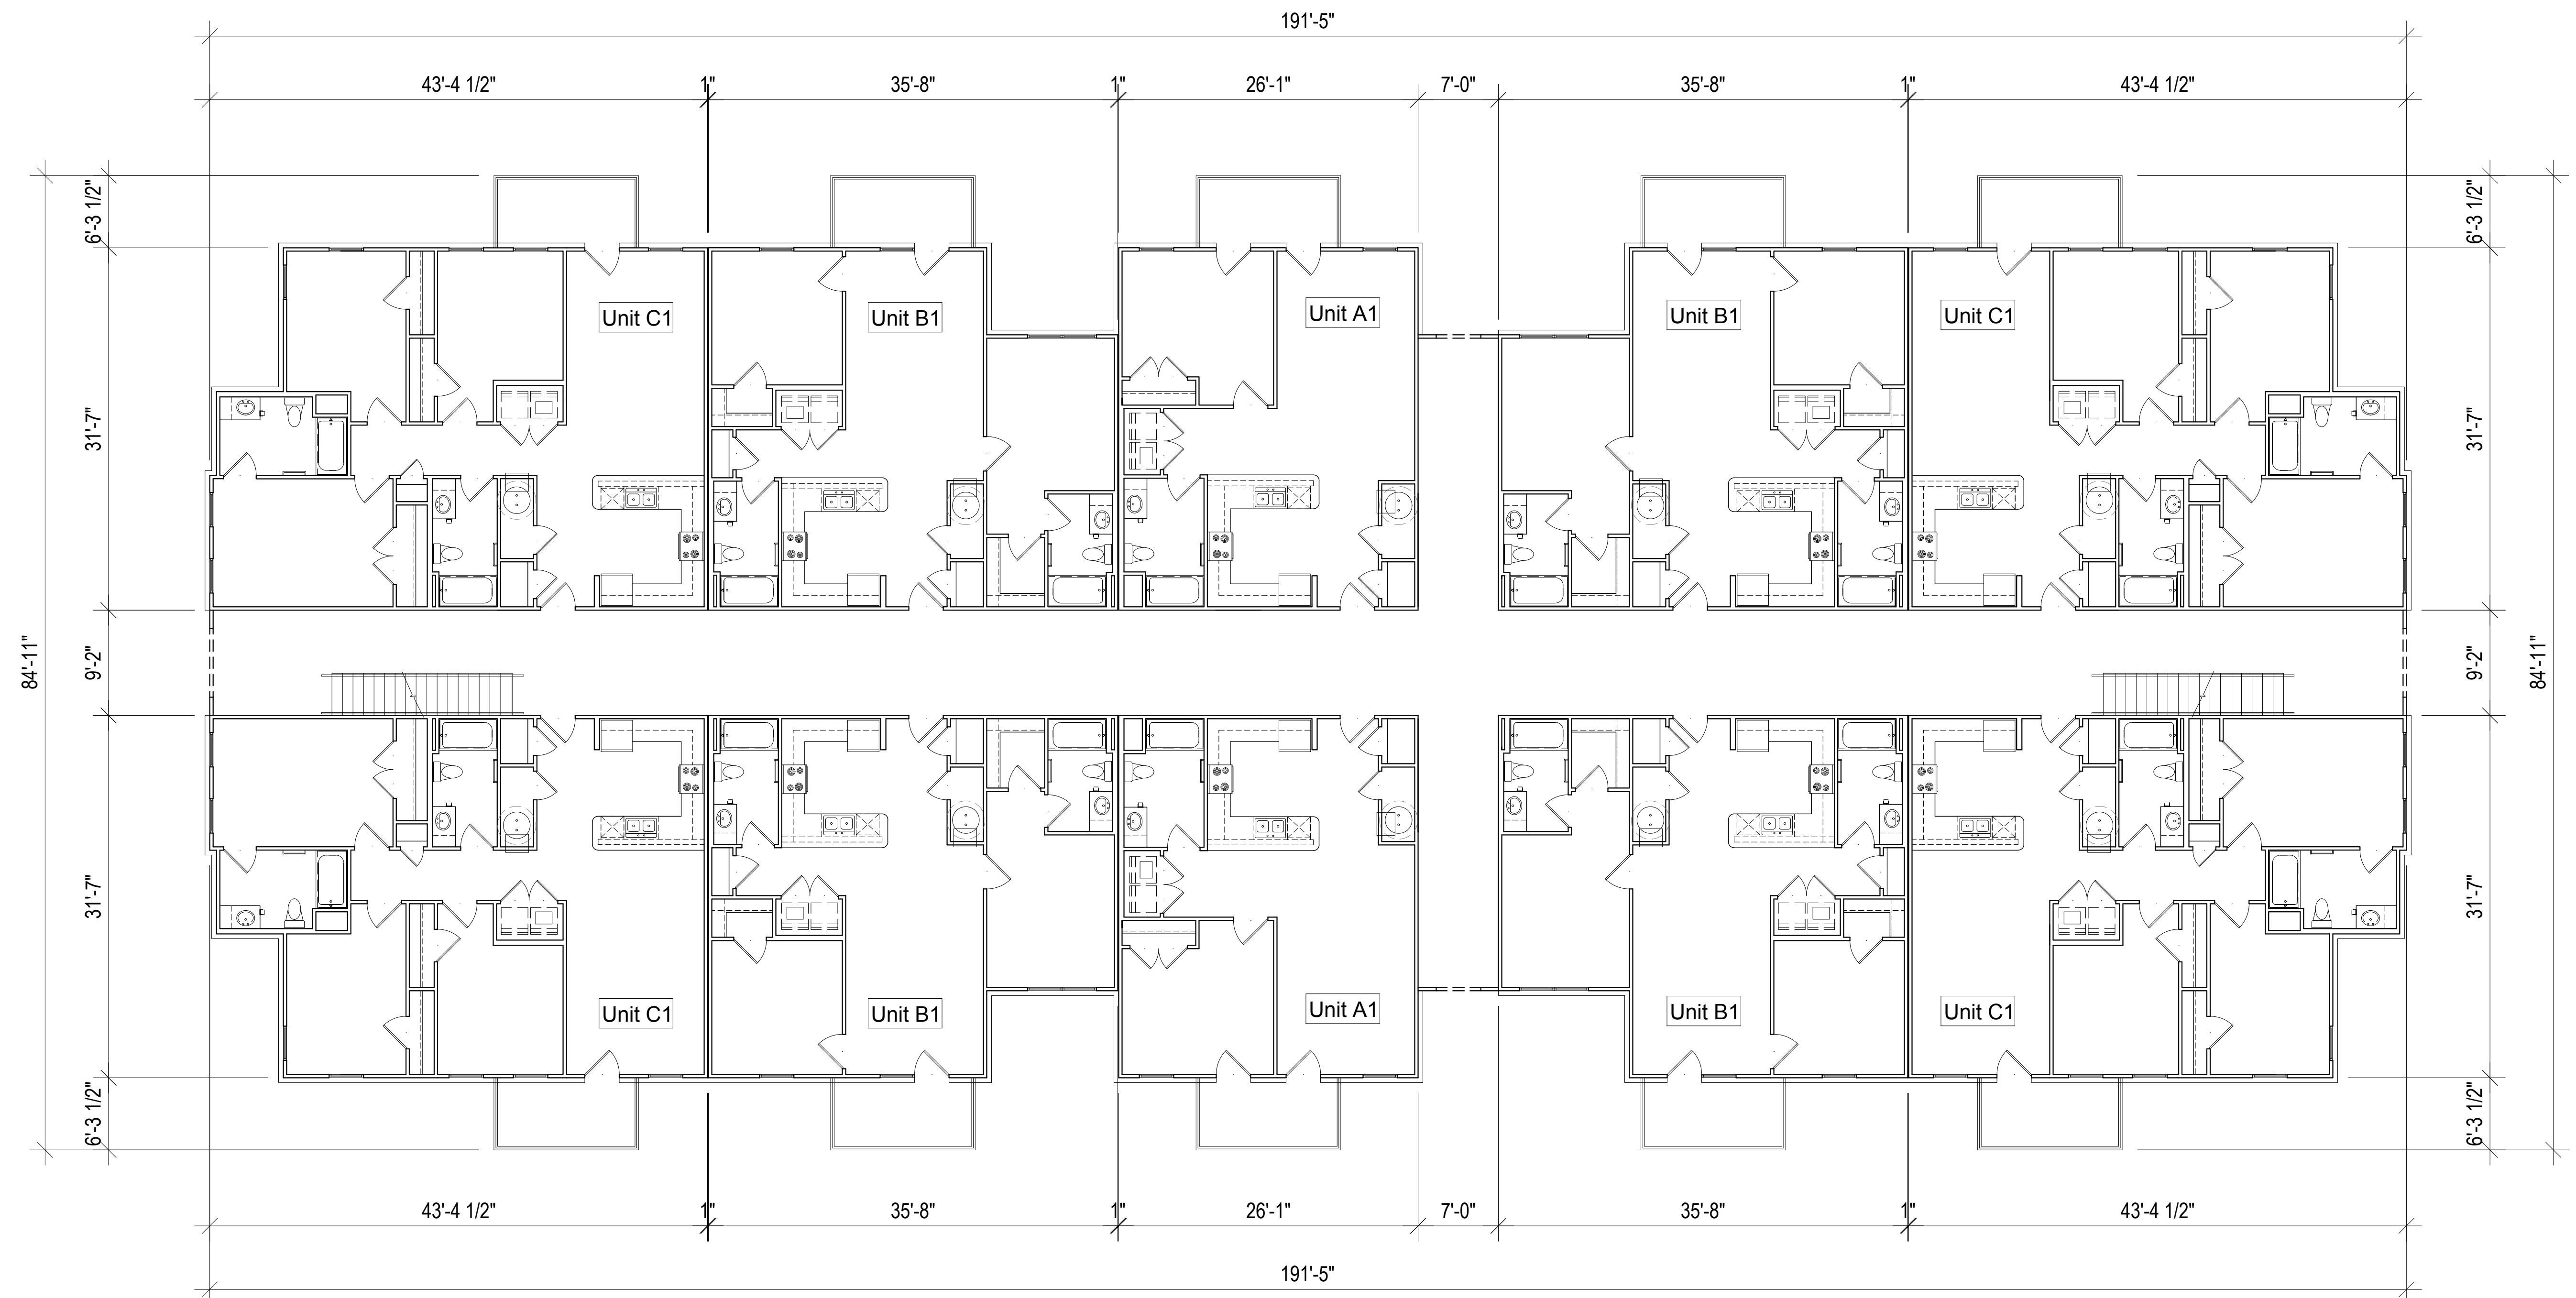 191'-5"
43'-4 1/2" 1" 35'-8" 1" 26'-1" 7'-0" 35'-8" 1" 43'-4 1/2"
6'-3 1/2" 6'-3 1/2"
Unit C1 Unit B1 Unit A1 Unit B1 Unit C1
31'-7" 31'-7"
84'-11" 9'-2" 9'-2" 84'-11"
31'-7" 31'-7"
Unit C1 Unit B1 Unit A1 Unit B1 Unit C1
6'-3 1/2" 6'-3 1/2"
43'-4 1/2" 1" 35'-8" 1" 26'-1" 7'-0" 35'-8" 1" 43'-4 1/2"
191'-5"